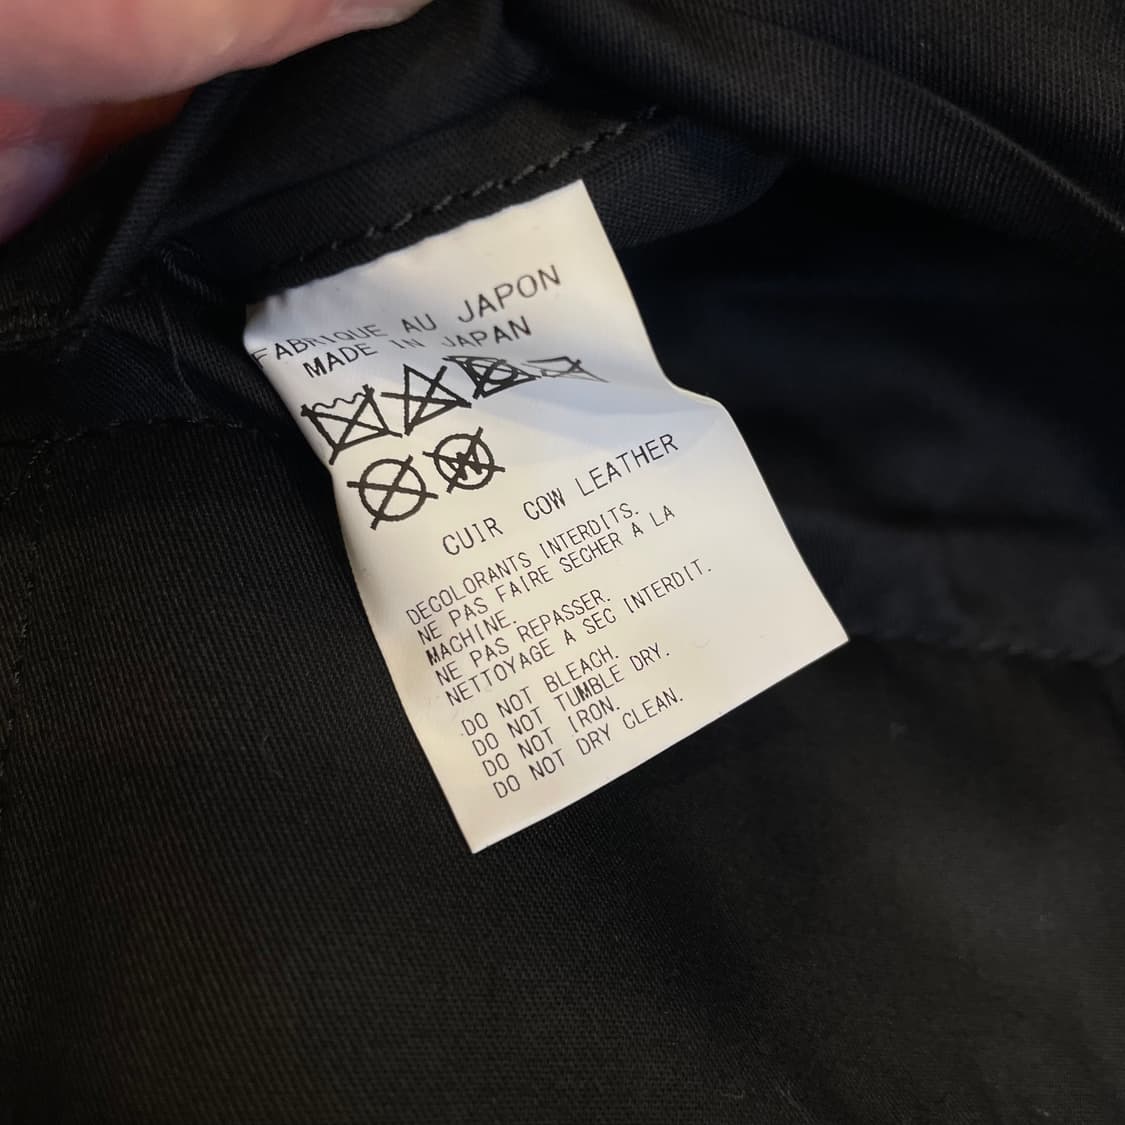 FABRIQUE AU JAPON
MADE IN JAPAN
W
CUIR COW LEATHER
DECOLORANTS INTERDITS.
NE PAS FAIRE SECHER A LA
MACHINE.
NE PAS REPASSER.
NETTOYAGE A SEC INTERDIT.
DO NOT BLEACH.
DO NOT TUMBLE DRY.
DO NOT IRON.
DO NOT DRY CLEAN.